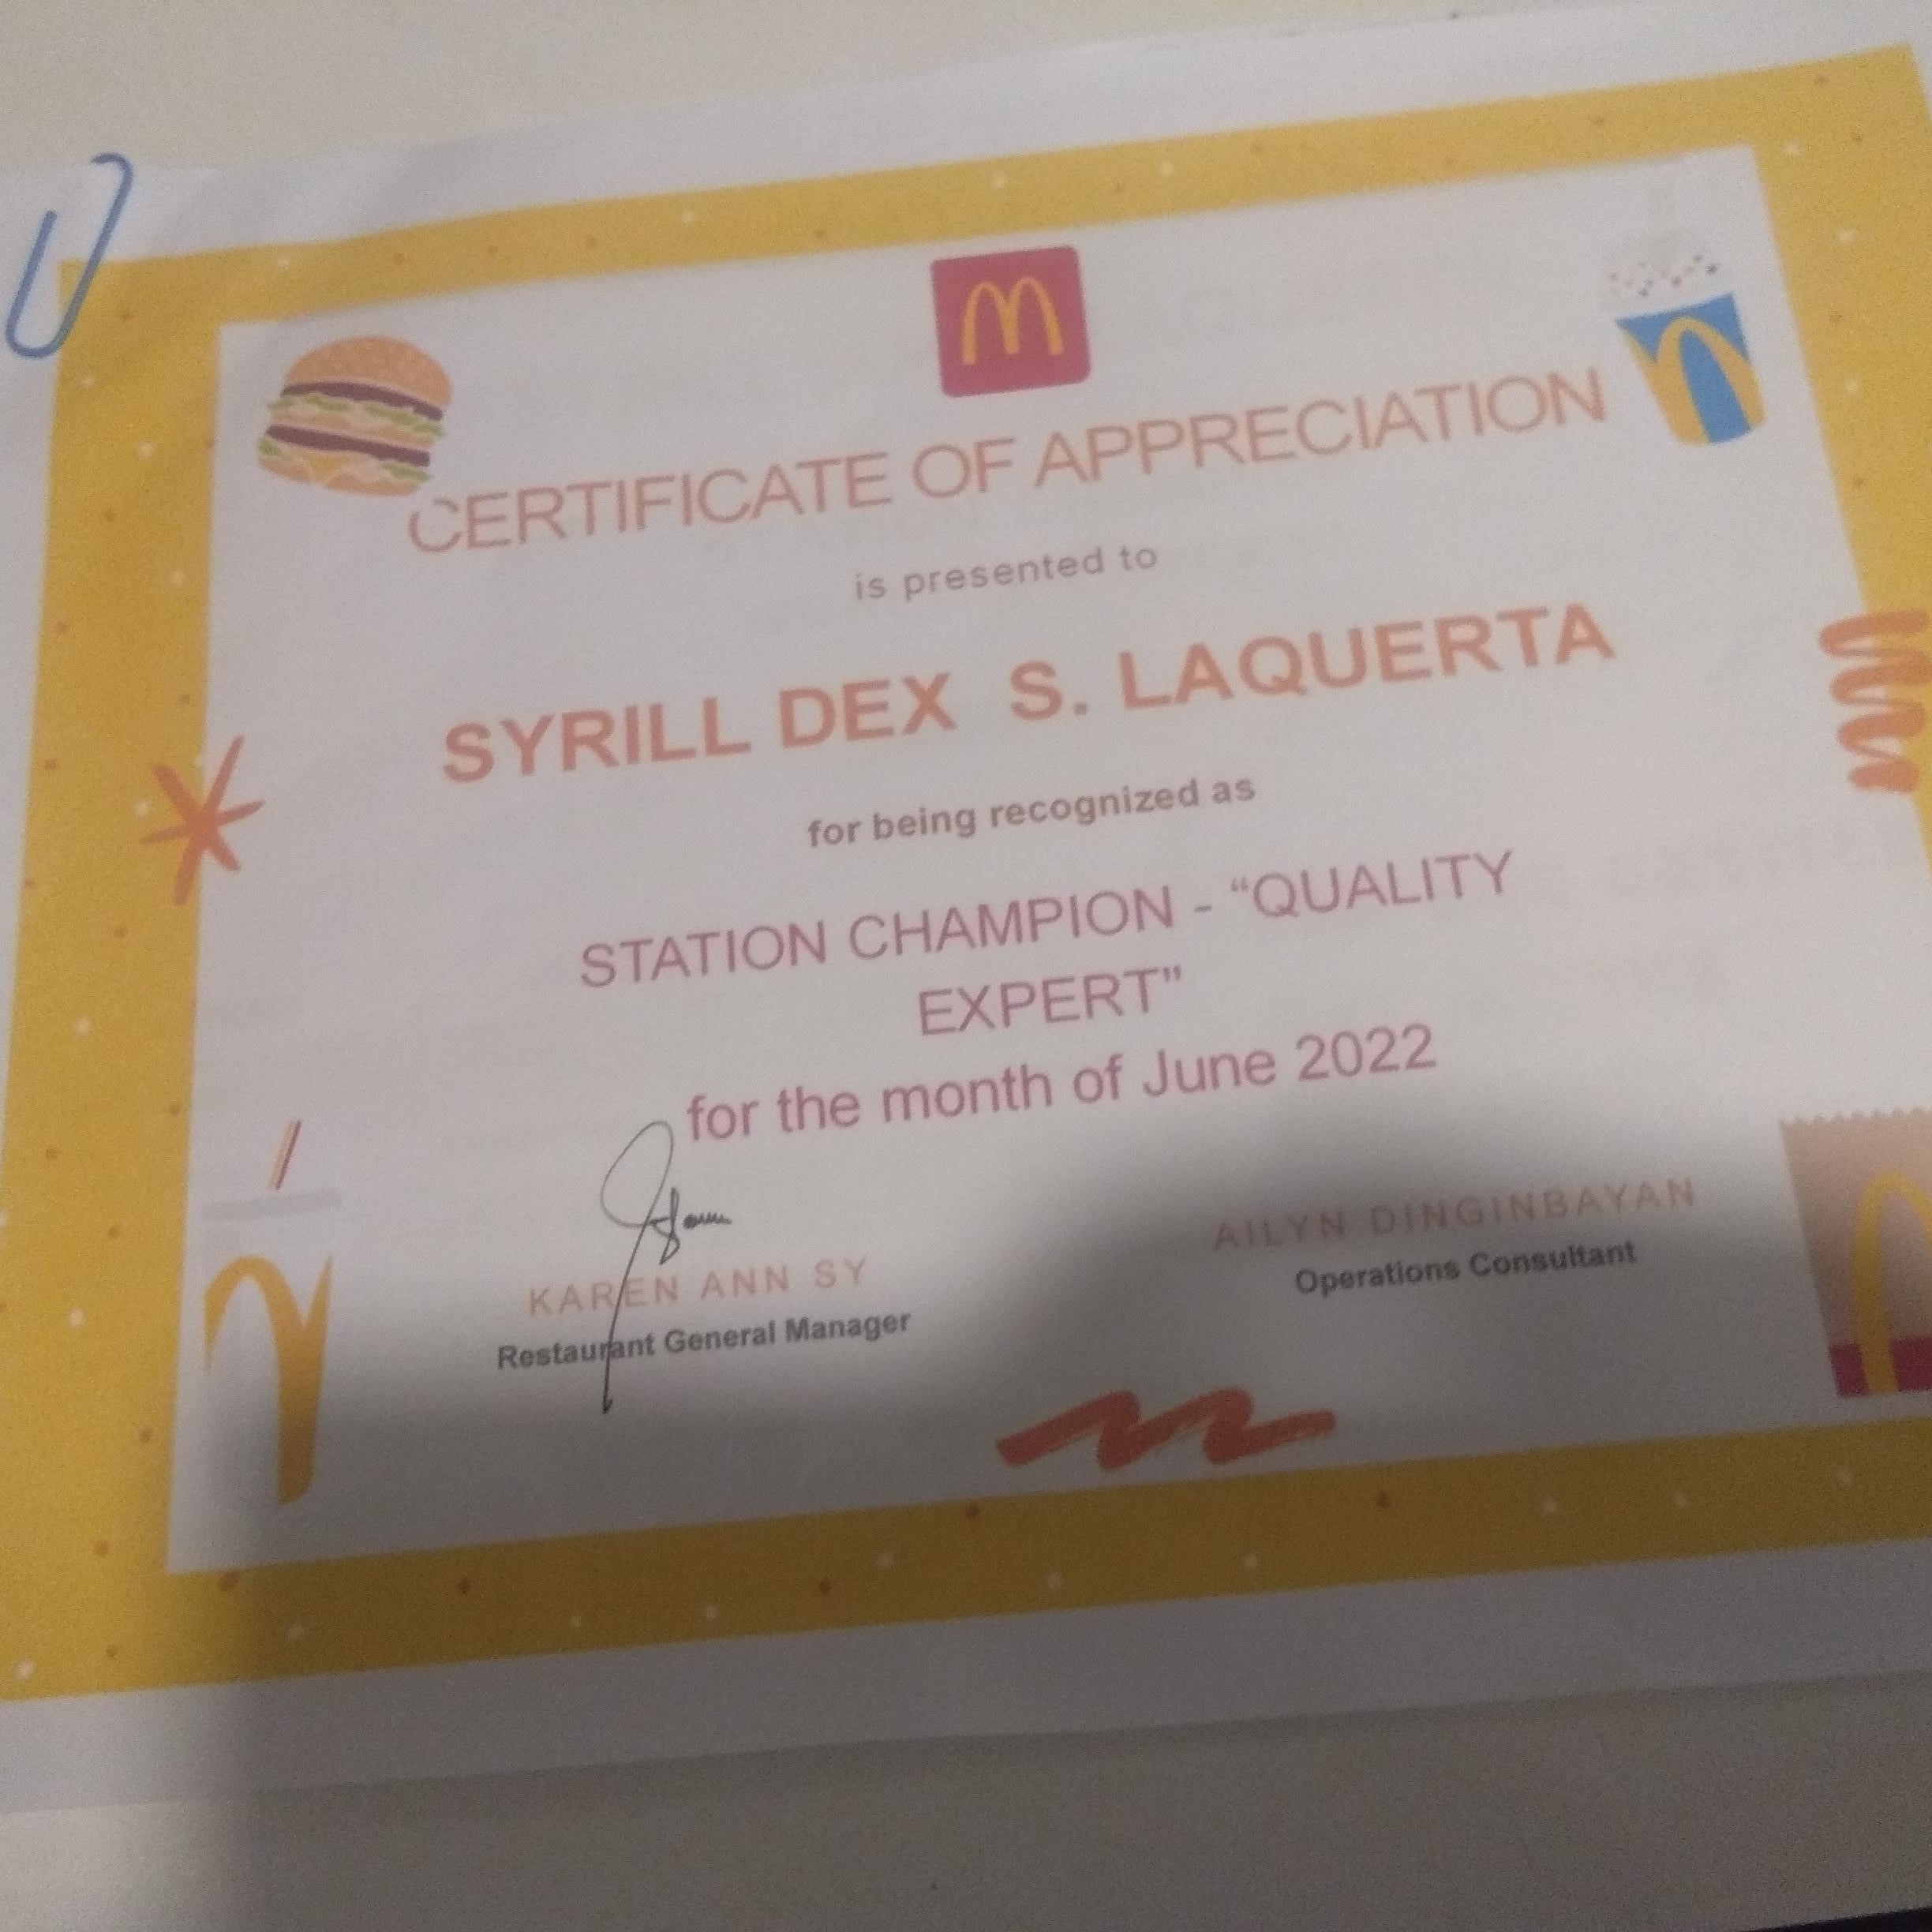 CERTIFICATE OF APPRECIATION
is presented to
SYRILL DEX S. LAQUERTA
for being recognized as
STATION CHAMPION - “QUALITY
EXPERT"
for the month of June 2022
KAREN ANN SY
Restaurant General Manager
AILYN DINGINBAYAN
Operations Consultant